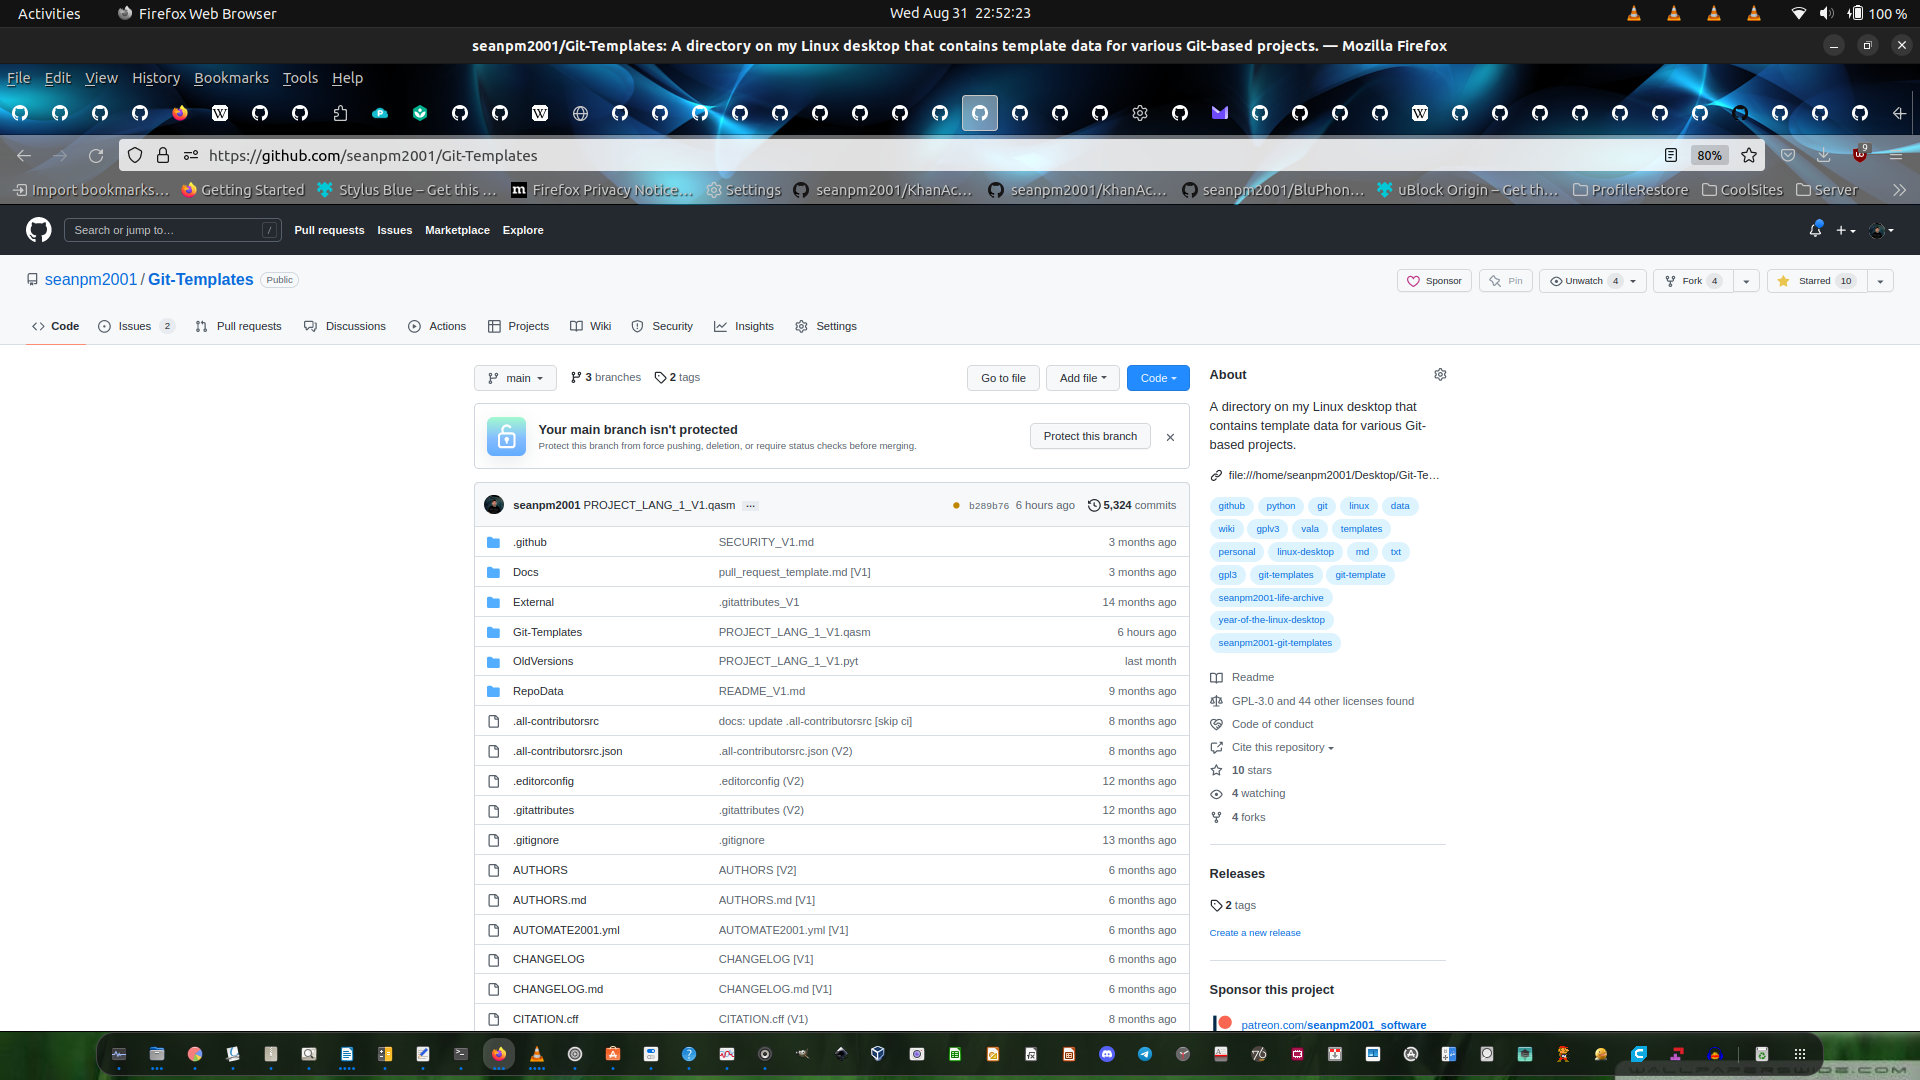 Activities Firefox Web Browser Wed Aug 31 22:52:23 100 %
seanpm2001/Git-Templates: A directory on my Linux desktop that contains template data for various Git-based projects. — Mozilla Firefox
File Edit View History Bookmarks Tools Help
https://github.com/seanpm2001/Git-Templates 80% 9
Import bookmarks… Getting Started Stylus Blue – Get this … Firefox Privacy Notice… Settings seanpm2001/KhanAc… seanpm2001/KhanAc… seanpm2001/BluPhon… uBlock Origin – Get th… ProfileRestore CoolSites Server
Search or jump to… / Pull requests Issues Marketplace Explore
seanpm2001 / Git-Templates Public Sponsor Pin Unwatch 4 Fork 4 Starred 10
Code Issues 2 Pull requests Discussions Actions Projects Wiki Security Insights Settings
main 3 branches 2 tags Go to file Add file Code
Your main branch isn't protected
Protect this branch from force pushing, deletion, or require status checks before merging.
Protect this branch
seanpm2001 PROJECT_LANG_1_V1.qasm … b289b76 6 hours ago 5,324 commits
.github SECURITY_V1.md 3 months ago
Docs pull_request_template.md [V1] 3 months ago
External .gitattributes_V1 14 months ago
Git-Templates PROJECT_LANG_1_V1.qasm 6 hours ago
OldVersions PROJECT_LANG_1_V1.pyt last month
RepoData README_V1.md 9 months ago
.all-contributorsrc docs: update .all-contributorsrc [skip ci] 8 months ago
.all-contributorsrc.json .all-contributorsrc.json (V2) 8 months ago
.editorconfig .editorconfig (V2) 12 months ago
.gitattributes .gitattributes (V2) 12 months ago
.gitignore .gitignore 13 months ago
AUTHORS AUTHORS [V2] 6 months ago
AUTHORS.md AUTHORS.md [V1] 6 months ago
AUTOMATE2001.yml AUTOMATE2001.yml [V1] 6 months ago
CHANGELOG CHANGELOG [V1] 6 months ago
CHANGELOG.md CHANGELOG.md [V1] 6 months ago
CITATION.cff CITATION.cff (V1) 8 months ago
About
A directory on my Linux desktop that
contains template data for various Git-
based projects.
file:///home/seanpm2001/Desktop/Git-Te…
github python git linux data
wiki gplv3 vala templates
personal linux-desktop md txt
gpl3 git-templates git-template
seanpm2001-life-archive
year-of-the-linux-desktop
seanpm2001-git-templates
Readme
GPL-3.0 and 44 other licenses found
Code of conduct
Cite this repository
10 stars
4 watching
4 forks
Releases
2 tags
Create a new release
Sponsor this project
patreon.com/seanpm2001_software
WALLPAPERSWIDE.COM